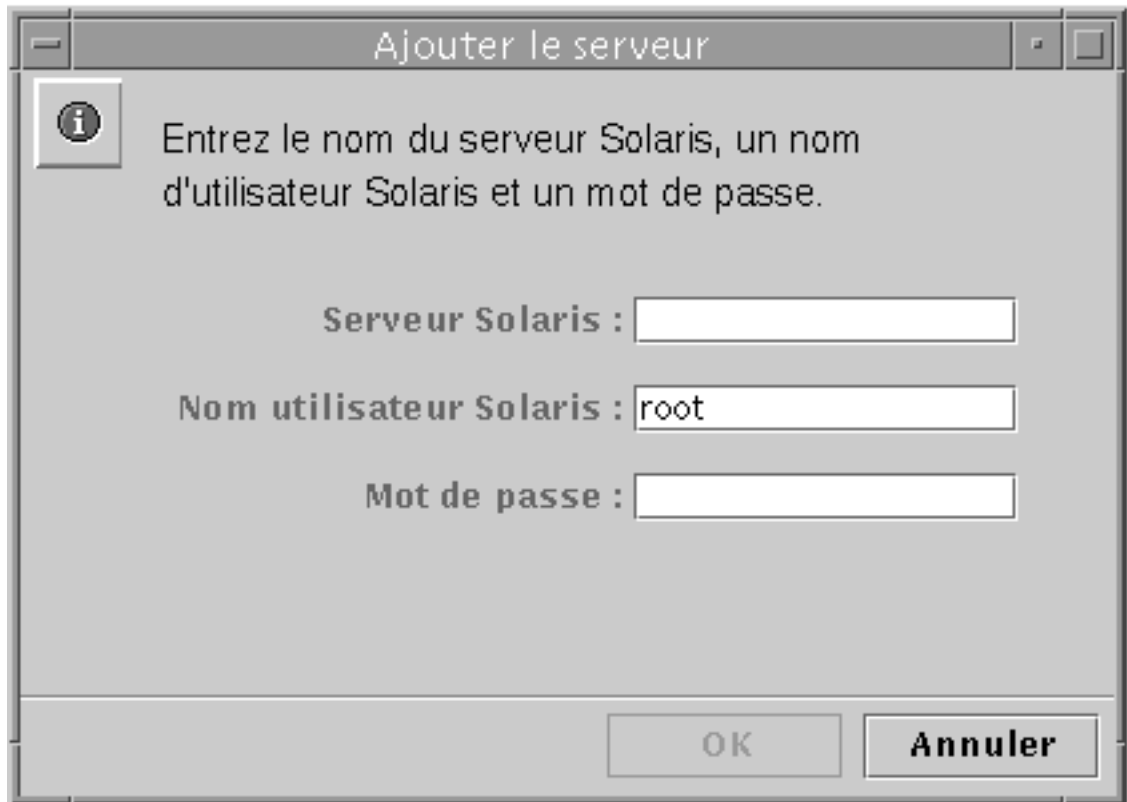 Ajouter le serveur
Entrez le nom du serveur Solaris, un nom
d'utilisateur Solaris et un mot de passe.
Serveur Solaris :
Nom utilisateur Solaris : root
Mot de passe :
OK Annuler